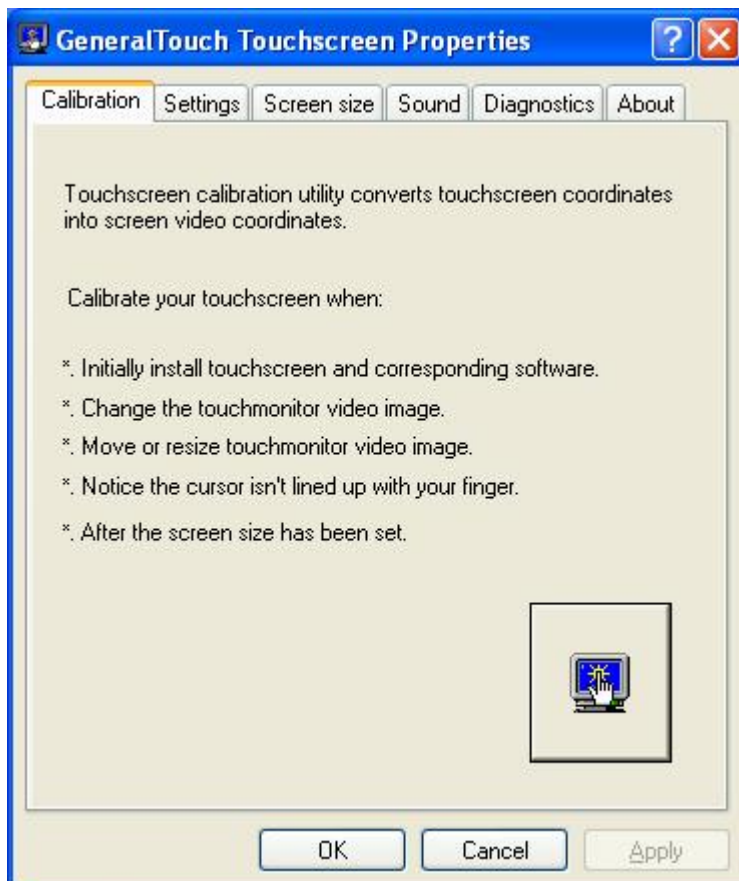 GeneralTouch Touchscreen Properties
Calibration Settings Screen size Sound Diagnostics About
Touchscreen calibration utility converts touchscreen coordinates
into screen video coordinates.
Calibrate your touchscreen when:
*. Initially install touchscreen and corresponding software.
*. Change the touchmonitor video image.
*. Move or resize touchmonitor video image.
*. Notice the cursor isn't lined up with your finger.
*. After the screen size has been set.
OK Cancel Apply